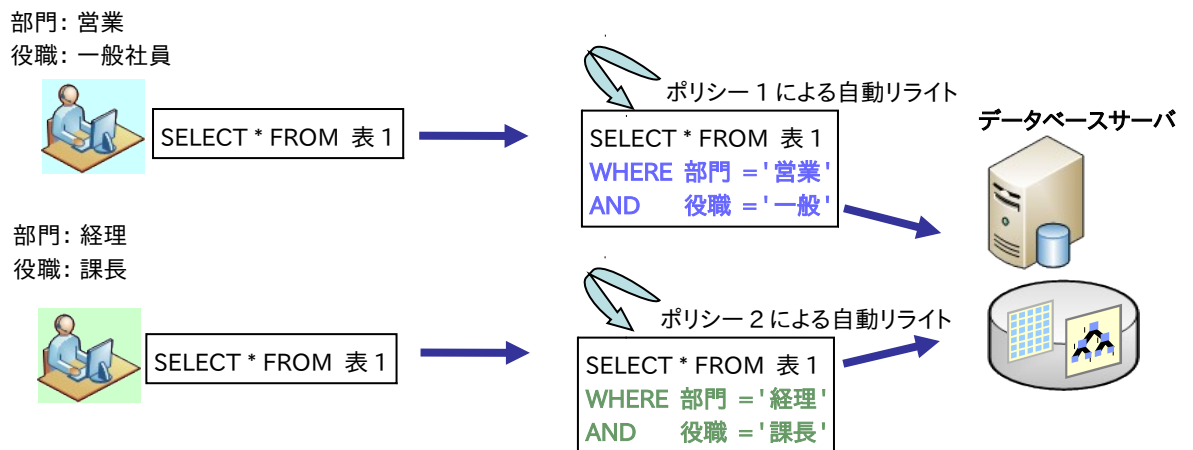 部門: 営業
役職: 一般社員
SELECT * FROM 表1
ポリシー1による自動リライト
SELECT * FROM 表1
WHERE 部門 ='営業'
AND 役職 ='一般'
データベースサーバ
部門: 経理
役職: 課長
SELECT * FROM 表1
ポリシー2による自動リライト
SELECT * FROM 表1
WHERE 部門 ='経理'
AND 役職 ='課長'